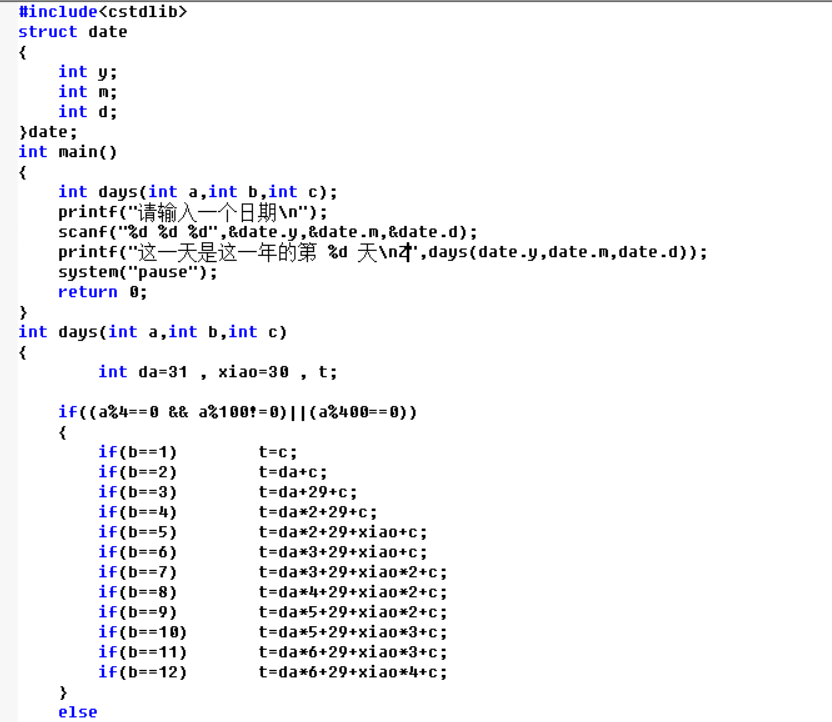 #include<cstdlib>
struct date
{
    int y;
    int m;
    int d;
}date;
int main()
{
    int days(int a,int b,int c);
    printf("请输入一个日期\n");
    scanf("%d %d %d",&date.y,&date.m,&date.d);
    printf("这一天是这一年的第 %d 天\n2",days(date.y,date.m,date.d));
    system("pause");
    return 0;
}
int days(int a,int b,int c)
{
        int da=31 , xiao=30 , t;
    if((a%4==0 && a%100!=0)||(a%400==0))
    {
        if(b==1)        t=c;
        if(b==2)        t=da+c;
        if(b==3)        t=da+29+c;
        if(b==4)        t=da*2+29+c;
        if(b==5)        t=da*2+29+xiao+c;
        if(b==6)        t=da*3+29+xiao+c;
        if(b==7)        t=da*3+29+xiao*2+c;
        if(b==8)        t=da*4+29+xiao*2+c;
        if(b==9)        t=da*5+29+xiao*2+c;
        if(b==10)       t=da*5+29+xiao*3+c;
        if(b==11)       t=da*6+29+xiao*3+c;
        if(b==12)       t=da*6+29+xiao*4+c;
    }
    else